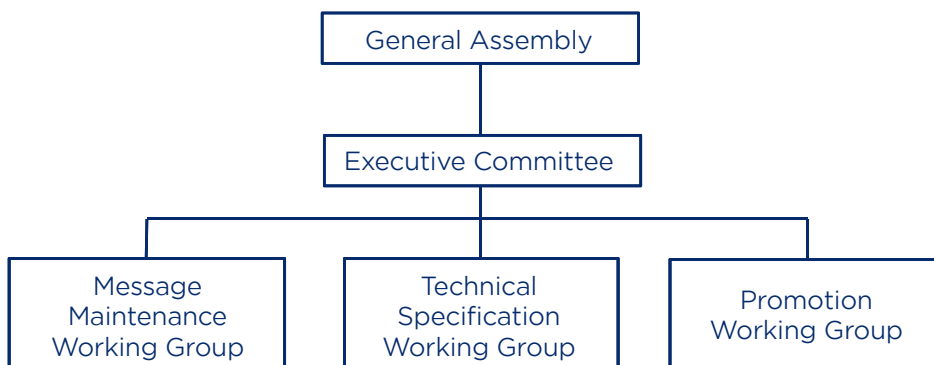 General Assembly
Executive Committee
Message
Maintenance
Working Group
Technical
Specification
Working Group
Promotion
Working Group